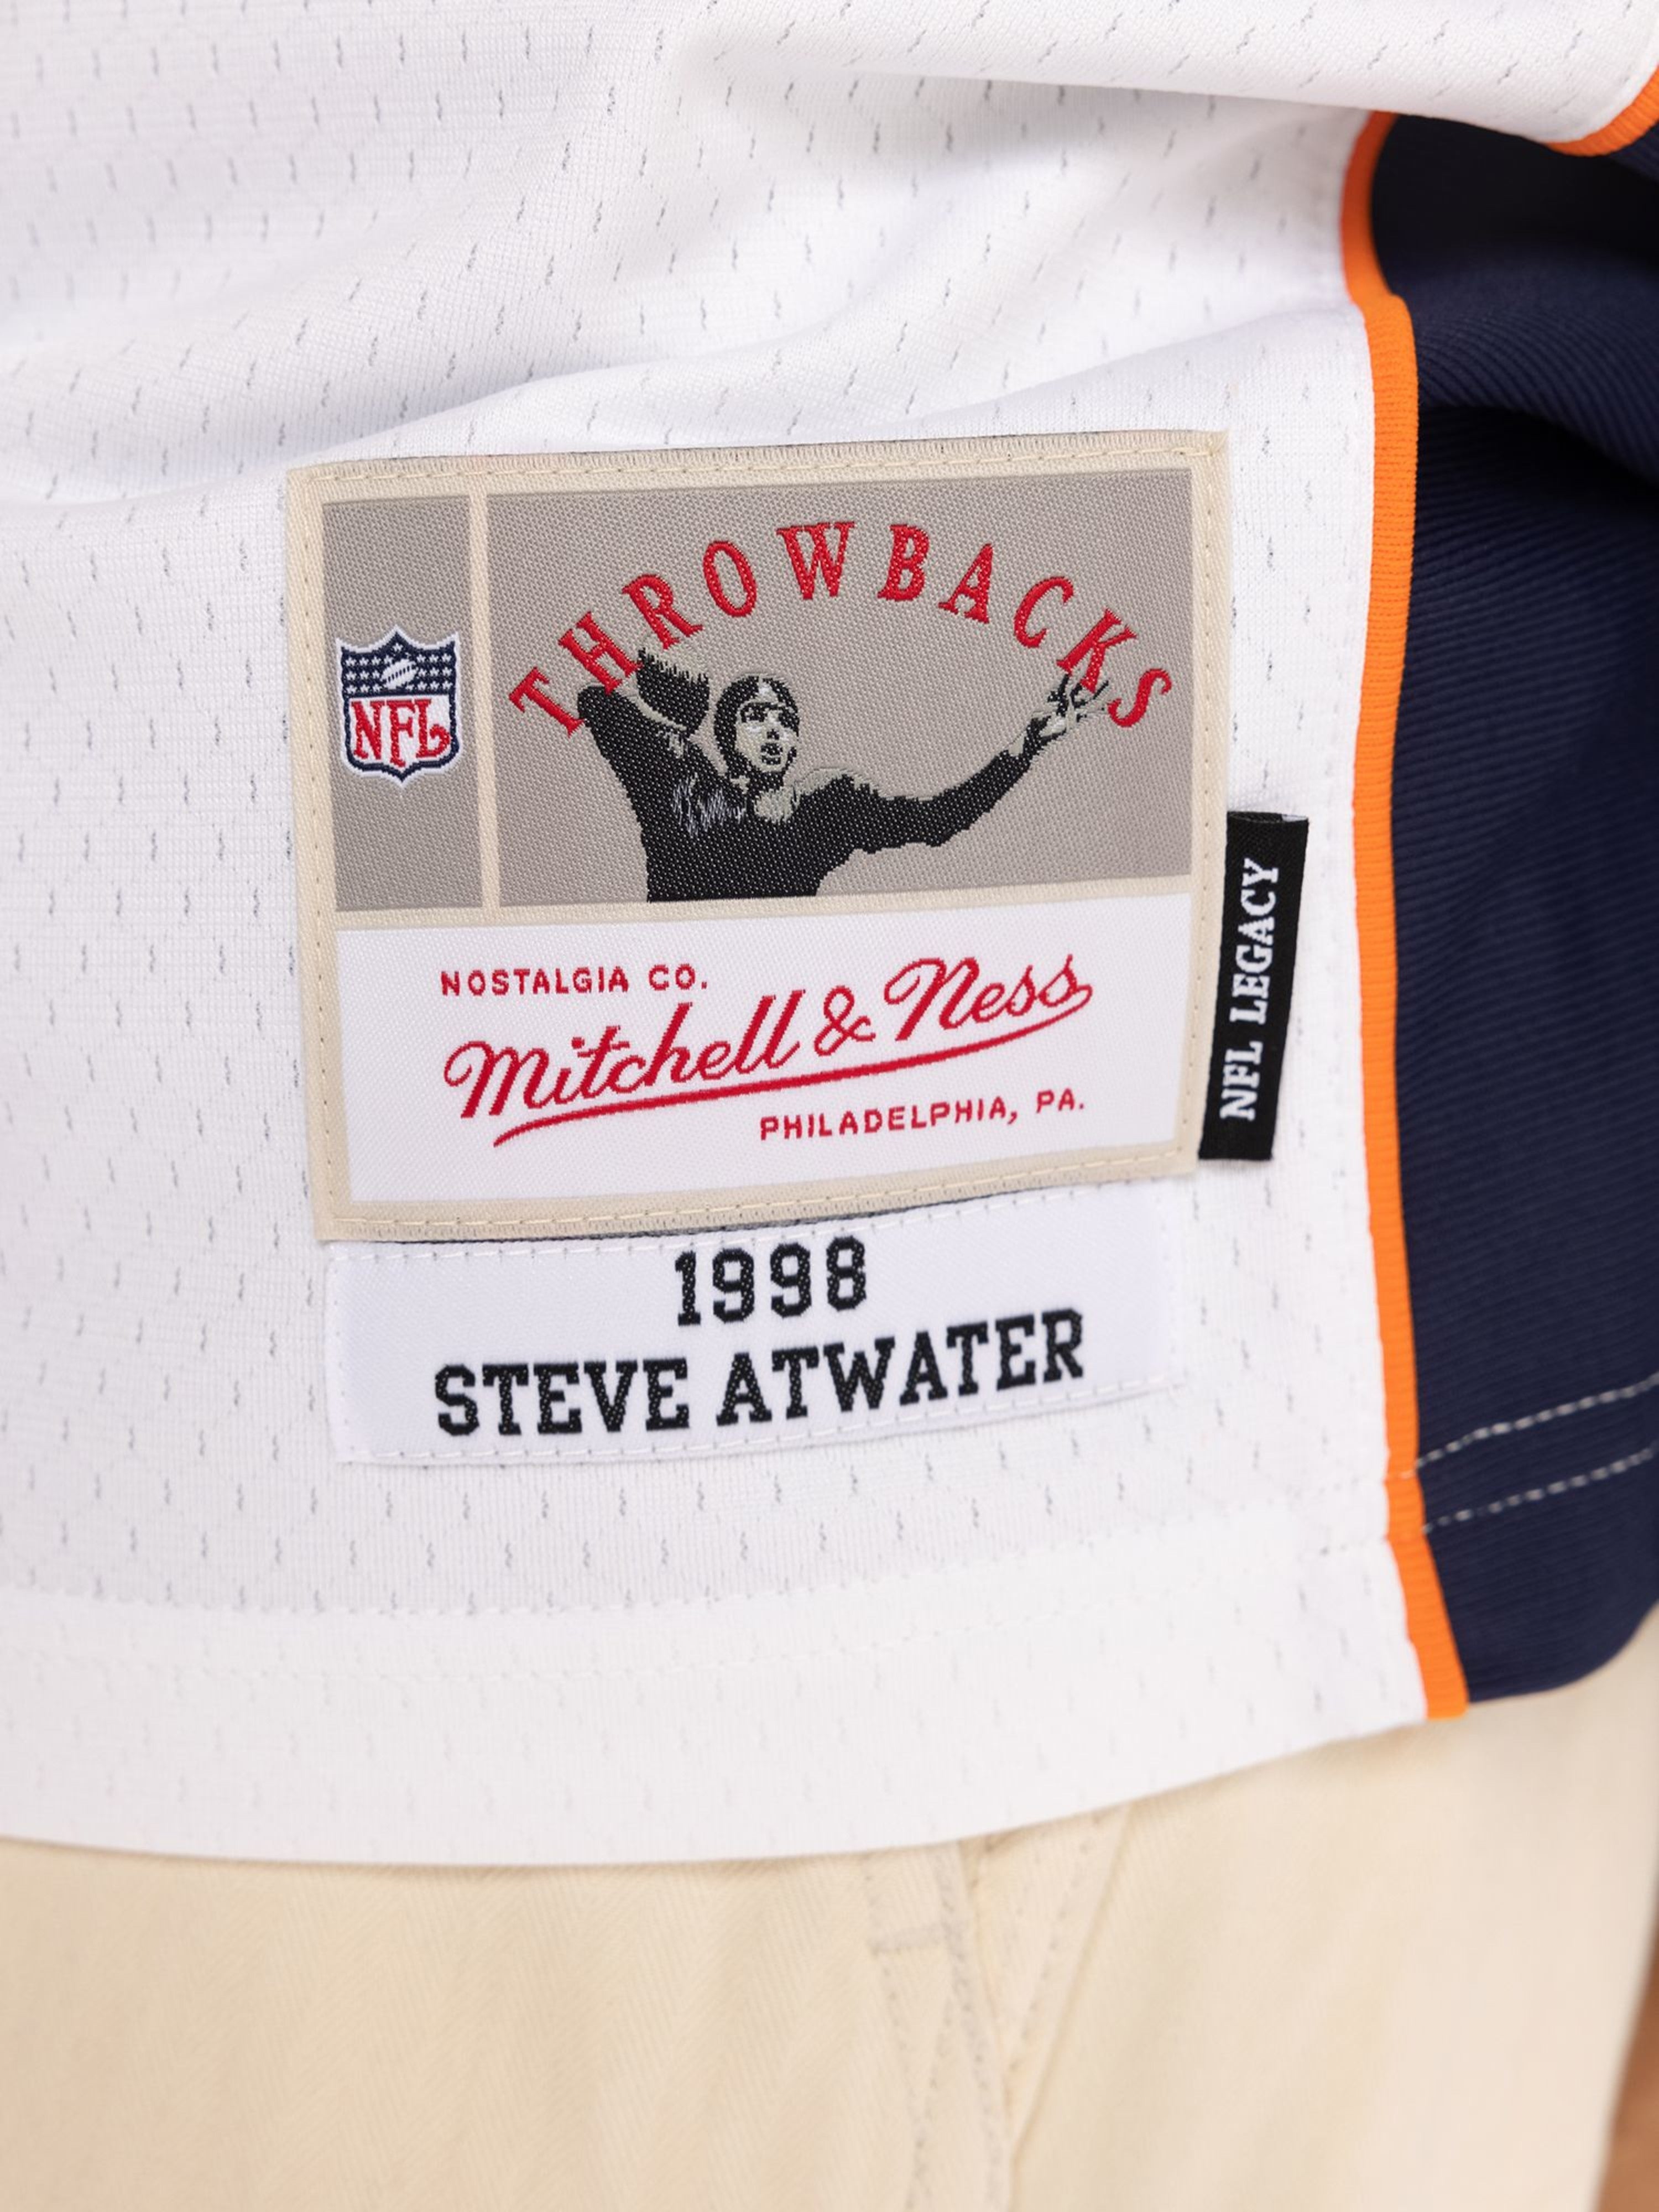 THROWBACKS
NFL
NOSTALGIA CO.
Mitchell & Ness
PHILADELPHIA, PA.
NFL LEGACY
1998
STEVE ATWATER